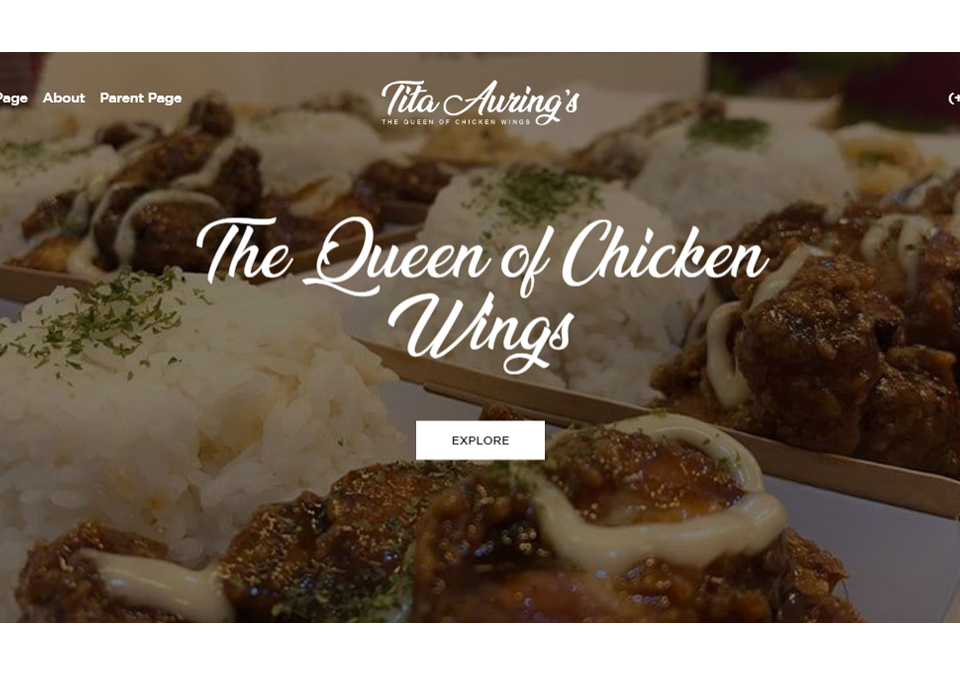 Page About Parent Page
Tita Auring's
THE QUEEN OF CHICKEN WINGS
(+
The Queen of Chicken
Wings
EXPLORE